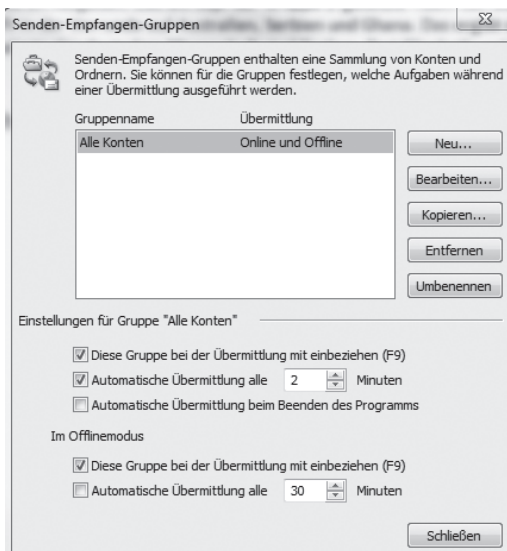 Senden-Empfangen-Gruppen
Senden-Empfangen-Gruppen enthalten eine Sammlung von Konten und
Ordnern. Sie können für die Gruppen festlegen, welche Aufgaben während
einer Übermittlung ausgeführt werden.
Gruppenname Übermittlung
Alle Konten Online und Offline
Neu...
Bearbeiten...
Kopieren...
Entfernen
Umbenennen
Einstellungen für Gruppe "Alle Konten"
Diese Gruppe bei der Übermittlung mit einbeziehen (F9)
Automatische Übermittlung alle 2 Minuten
Automatische Übermittlung beim Beenden des Programms
Im Offlinemodus
Diese Gruppe bei der Übermittlung mit einbeziehen (F9)
Automatische Übermittlung alle 30 Minuten
Schließen